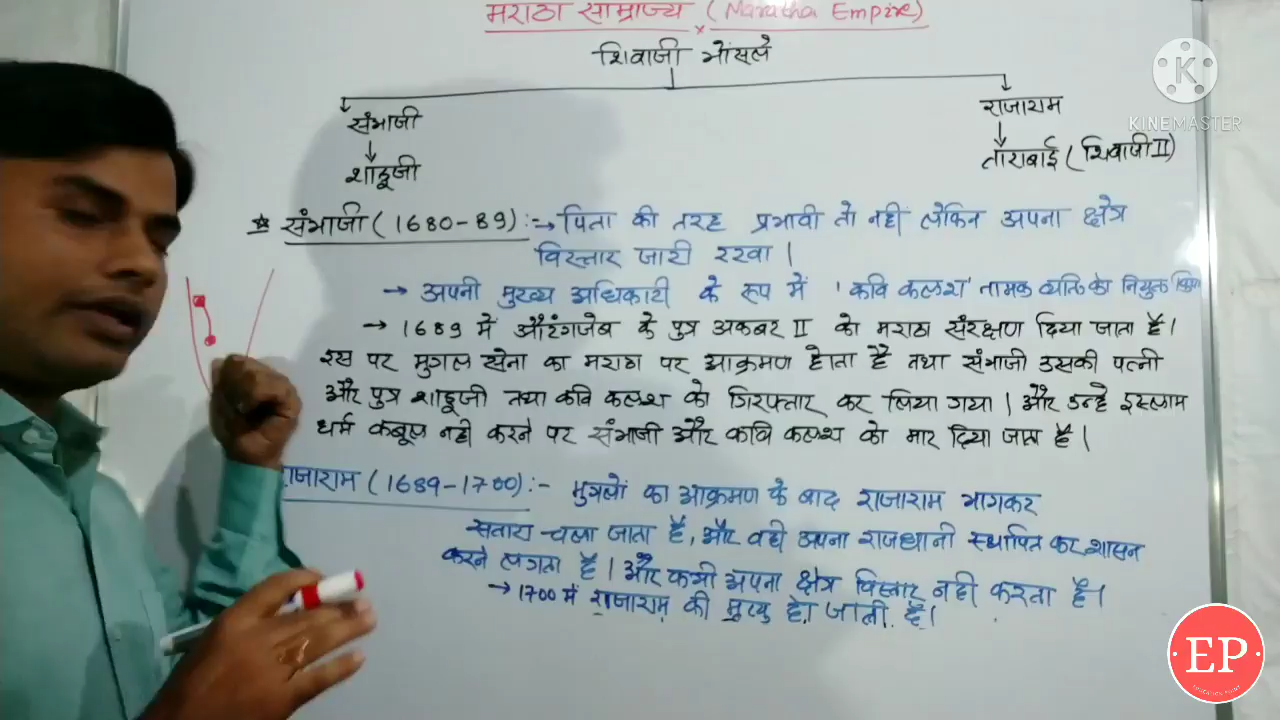 मराठा साम्राज्य (Maratha Empire)
शिवाजी भोंसले
संभाजी
राजाराम
शाहूजी
ताराबाई (शिवाजी II)
* संभाजी (1680-89) :-→ पिता की तरह प्रभावी तो नहीं लेकिन अपना क्षेत्र
विस्तार जारी रखा।
→ अपनी मुख्य अधिकारी के रूप में 'कवि कलश' नामक व्यक्ति को नियुक्त किया
→ 1689 में औरंगजेब के पुत्र अकबर II को मराठा संरक्षण दिया जाता है।
इस पर मुगल सेना का मराठा पर आक्रमण होता है तथा संभाजी उसकी पत्नी
और पुत्र शाहूजी तथा कवि कलश को गिरफ्तार कर लिया गया। और उन्हे इस्लाम
धर्म कबूल नही करने पर संभाजी और कवि कलश को मार दिया जाता है।
राजाराम (1689-1700) :- मुगलों का आक्रमण के बाद राजाराम भागकर
सतारा चला जाता है, और वही अपना राजधानी स्थापित कर शासन
करने लगता है। और कभी अपना क्षेत्र विस्तार नही करता है।
→ 1700 में राजाराम की मृत्यु हो जाती है।
K
KINEMASTER
EP